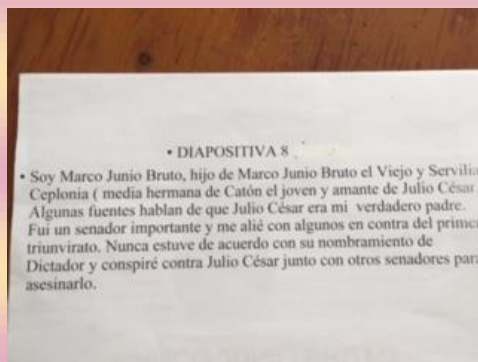 • DIAPOSITIVA 8
• Soy Marco Junio Bruto, hijo de Marco Junio Bruto el Viejo y Servilia
Ceplonia ( media hermana de Catón el joven y amante de Julio César
Algunas fuentes hablan de que Julio César era mi verdadero padre.
Fui un senador importante y me alié con algunos en contra del primer
triunvirato. Nunca estuve de acuerdo con su nombramiento de
Dictador y conspiré contra Julio César junto con otros senadores para
asesinarlo.